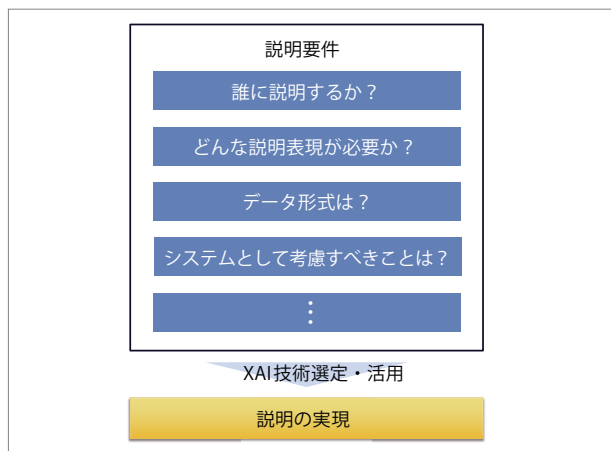 説明要件
誰に説明するか？
どんな説明表現が必要か？
データ形式は？
システムとして考慮すべきことは？
⋮
XAI技術選定・活用
説明の実現